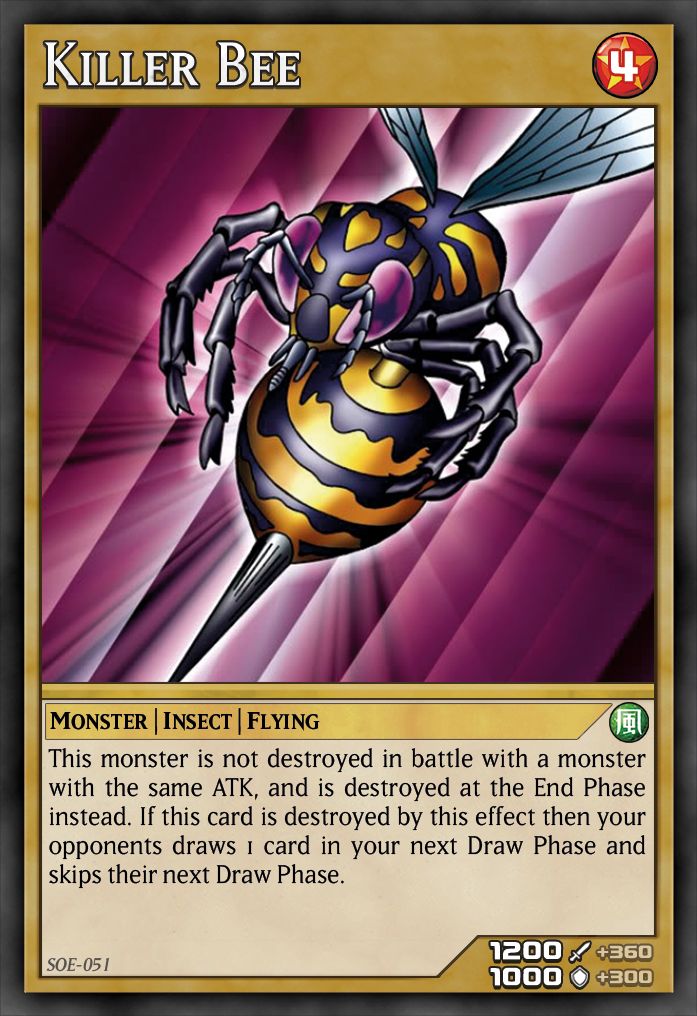 KILLER BEE
4
MONSTER | INSECT | FLYING
風
This monster is not destroyed in battle with a monster
with the same ATK, and is destroyed at the End Phase
instead. If this card is destroyed by this effect then your
opponents draws 1 card in your next Draw Phase and
skips their next Draw Phase.
SOE-051
1200 +360
1000 +300